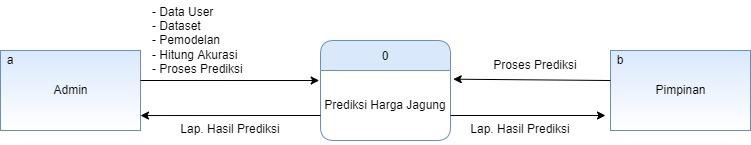 - Data User
- Dataset
- Pemodelan
- Hitung Akurasi
- Proses Prediksi
a
Admin
0
Prediksi Harga Jagung
Proses Prediksi
b
Pimpinan
Lap. Hasil Prediksi
Lap. Hasil Prediksi